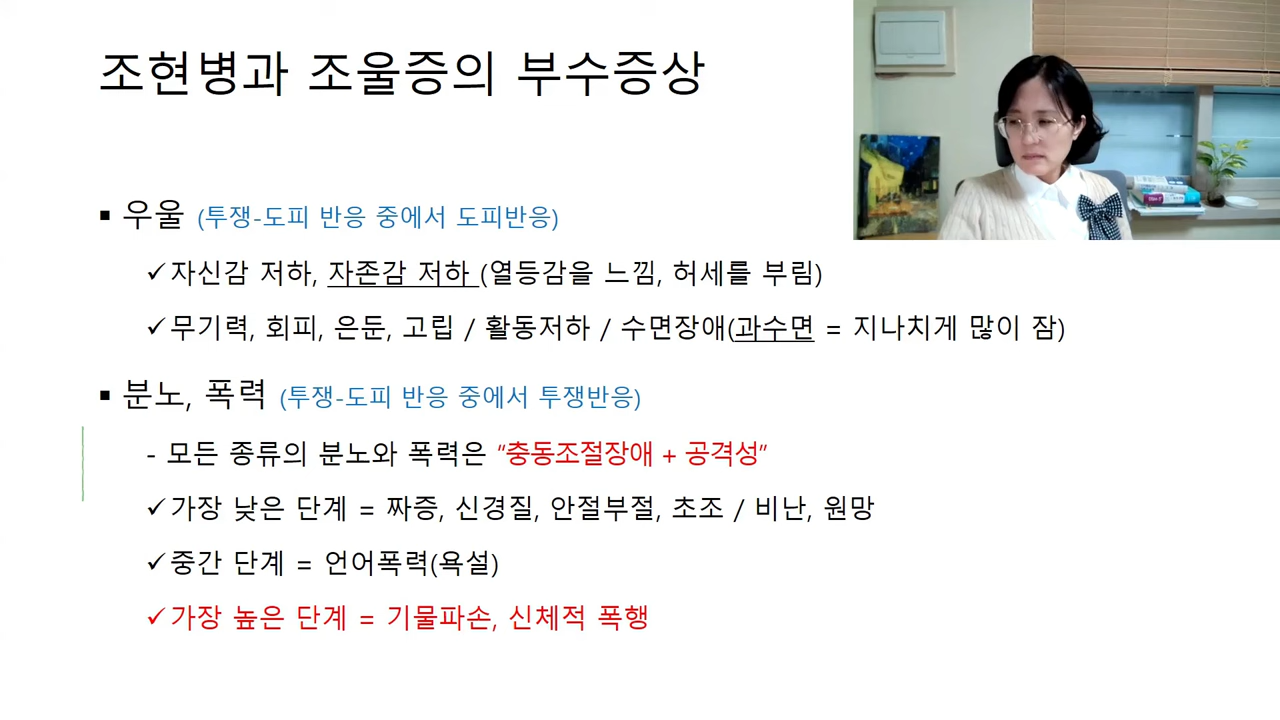 조현병과 조울증의 부수증상
▪ 우울 (투쟁-도피 반응 중에서 도피반응)
✓자신감 저하, 자존감 저하 (열등감을 느낌, 허세를 부림)
✓무기력, 회피, 은둔, 고립 / 활동저하 / 수면장애(과수면 = 지나치게 많이 잠)
▪ 분노, 폭력 (투쟁-도피 반응 중에서 투쟁반응)
- 모든 종류의 분노와 폭력은 “충동조절장애 + 공격성”
✓가장 낮은 단계 = 짜증, 신경질, 안절부절, 초조 / 비난, 원망
✓중간 단계 = 언어폭력(욕설)
✓가장 높은 단계 = 기물파손, 신체적 폭행